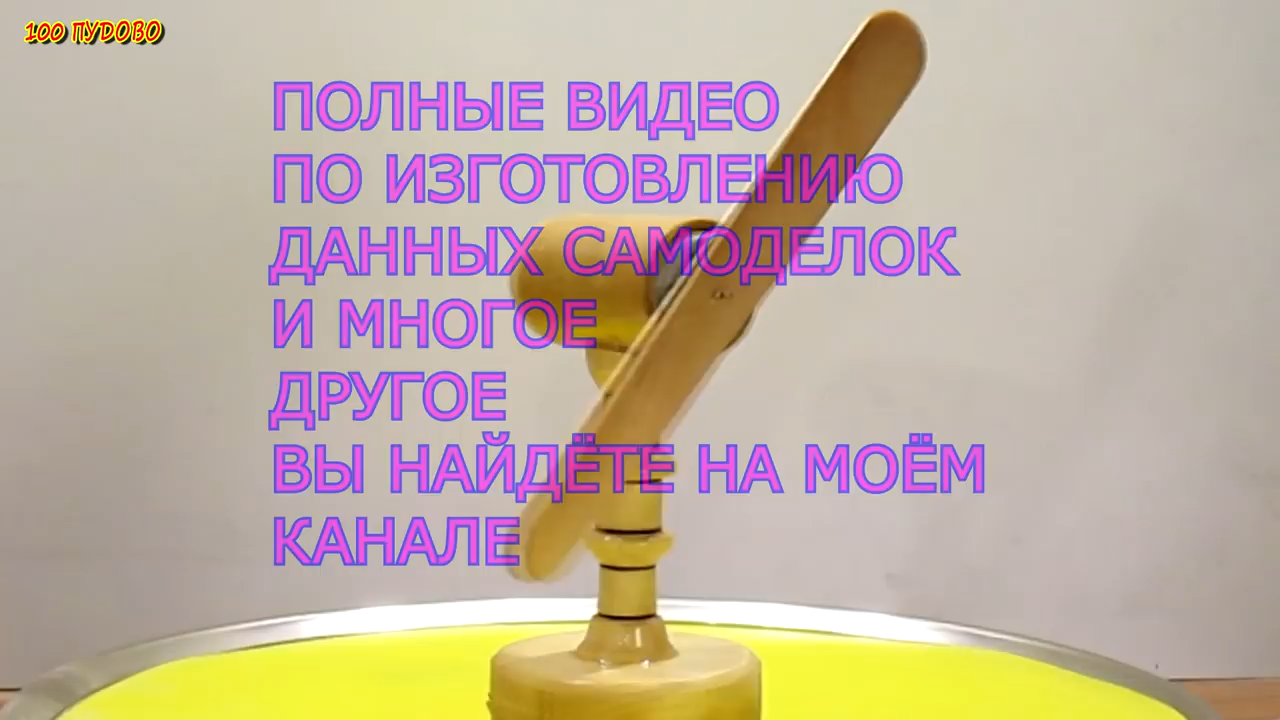 100 ПУДОВО
ПОЛНЫЕ ВИДЕО
ПО ИЗГОТОВЛЕНИЮ
ДАННЫХ САМОДЕЛОК
И МНОГОЕ
ДРУГОЕ
ВЫ НАЙДЁТЕ НА МОЁМ
КАНАЛЕ